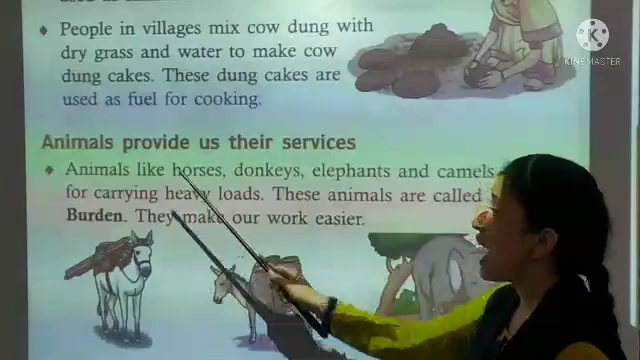 People in villages mix cow dung with
dry grass and water to make cow
dung cakes. These dung cakes are
used as fuel for cooking.
Animals provide us their services
Animals like horses, donkeys, elephants and camels
for carrying heavy loads. These animals are called
Burden. They make our work easier.
KINEMASTER